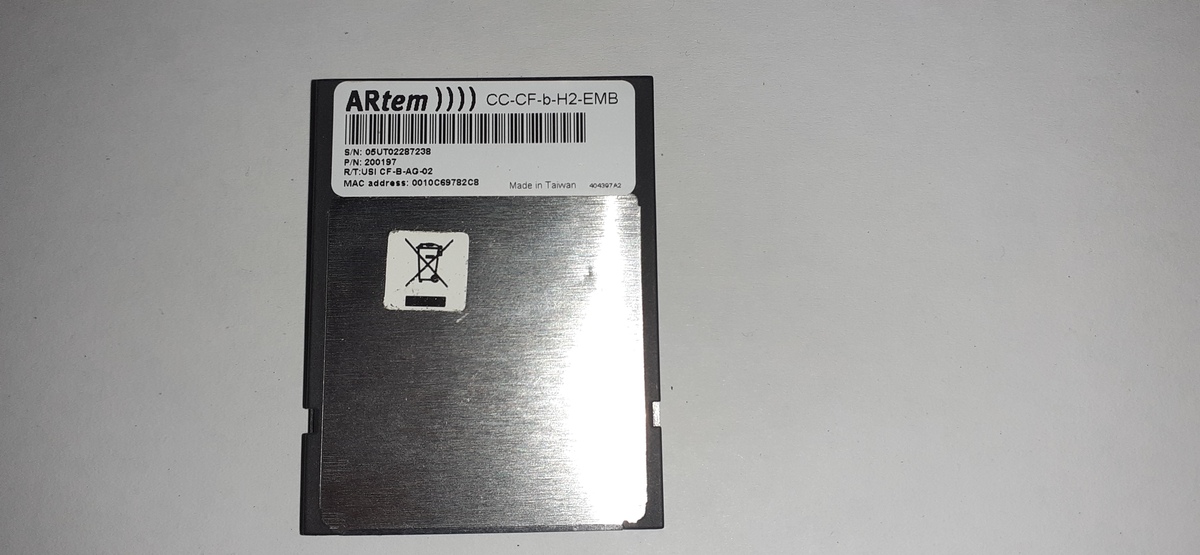 ARtem )))) CC-CF-b-H2-EMB
S/N: 05UT02287238
P/N: 200197
R/T:USI CF-B-AG-02
MAC address: 0010C69782C8 Made in Taiwan 404397A2